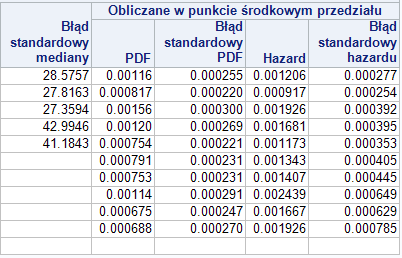 Obliczane w punkcie środkowym przedziału
Błąd standardowy mediany PDF Błąd standardowy PDF Hazard Błąd standardowy hazardu
28.5757 0.00116 0.000255 0.001206 0.000277
27.8163 0.000817 0.000220 0.000917 0.000254
27.3594 0.00156 0.000300 0.001926 0.000392
42.9946 0.00120 0.000269 0.001681 0.000395
41.1843 0.000754 0.000221 0.001173 0.000353
0.000791 0.000231 0.001343 0.000405
0.000753 0.000231 0.001407 0.000445
0.00114 0.000291 0.002439 0.000649
0.000675 0.000247 0.001667 0.000629
0.000688 0.000270 0.001926 0.000785